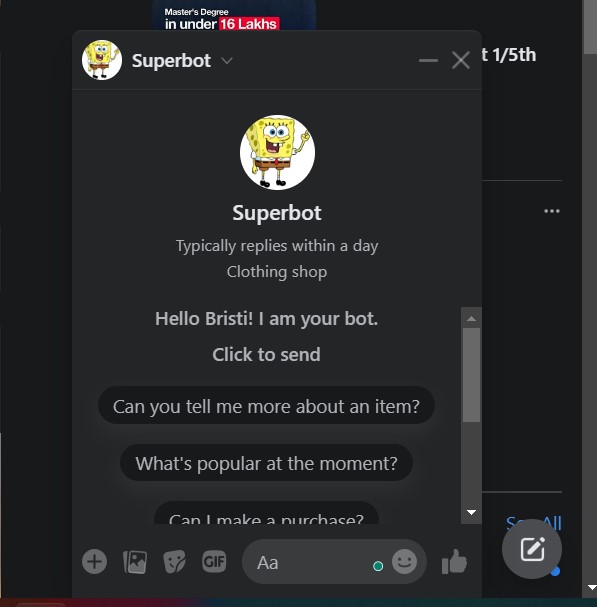 Master's Degree
in under 16 Lakhs
Superbot
t 1/5th
Superbot
Typically replies within a day
Clothing shop
Hello Bristi! I am your bot.
Click to send
Can you tell me more about an item?
What's popular at the moment?
Can I make a purchase?
See All
GIF
Aa